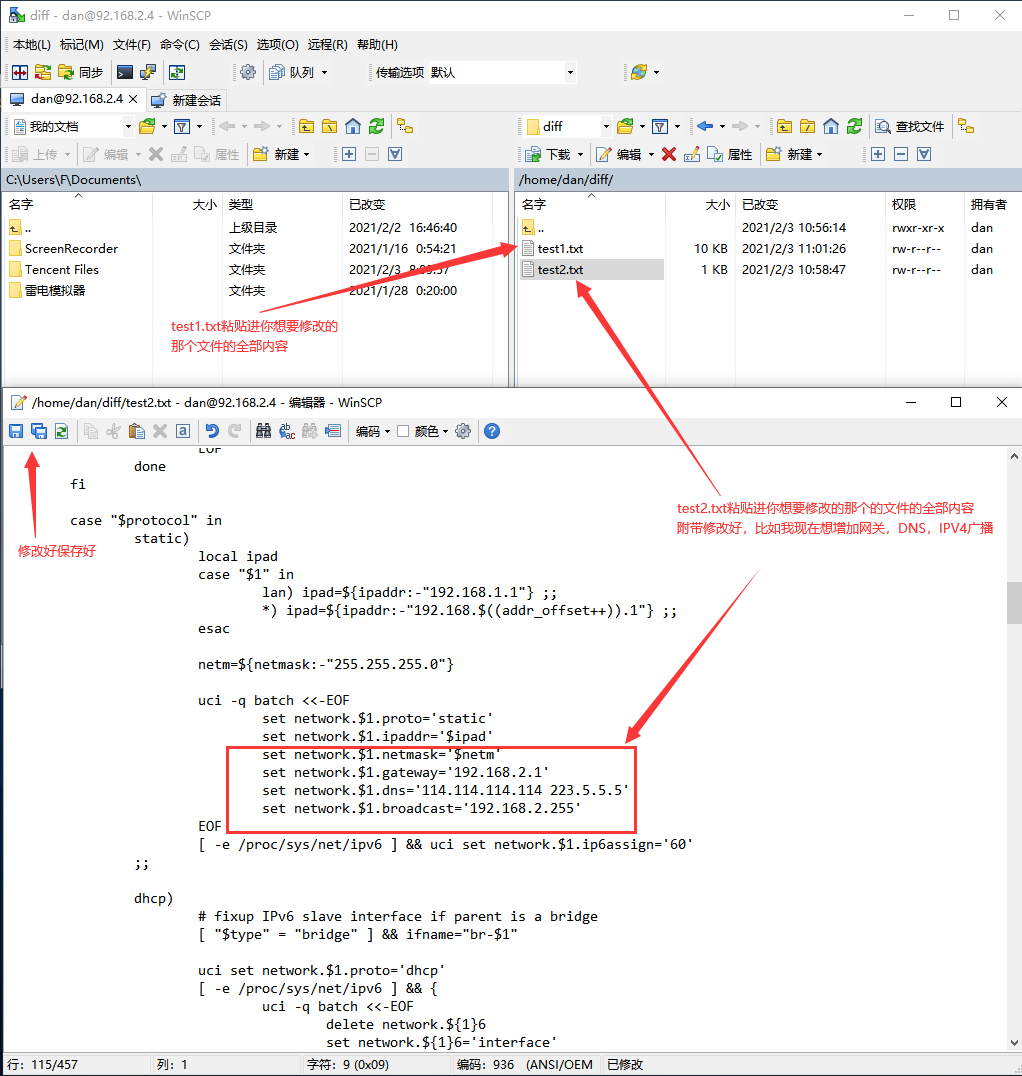 diff - dan@92.168.2.4 - WinSCP
本地(L) 标记(M) 文件(F) 命令(C) 会话(S) 选项(O) 远程(R) 帮助(H)
同步 队列 传输选项 默认
dan@92.168.2.4 × 新建会话
我的文档 diff 查找文件
上传 编辑 属性 新建 下载 编辑 属性 新建
C:\Users\F\Documents\ /home/dan/diff/
名字 大小 类型 已改变 名字 大小 已改变 权限 拥有者
.. 上级目录 2021/2/2 16:46:40 .. 2021/2/3 10:56:14 rwxr-xr-x dan
ScreenRecorder 文件夹 2021/1/16 0:54:21 test1.txt 10 KB 2021/2/3 11:01:26 rw-r--r-- dan
Tencent Files 文件夹 2021/2/3 test2.txt 1 KB 2021/2/3 10:58:47 rw-r--r-- dan
雷电模拟器 文件夹 2021/1/28 0:20:00
test1.txt粘贴进你想要修改的
那个文件的全部内容
/home/dan/diff/test2.txt - dan@92.168.2.4 - 编辑器 - WinSCP
编码 颜色
EOF
done
fi
case "$protocol" in
static)
local ipad
case "$1" in
lan) ipad=${ipaddr:-"192.168.1.1"} ;;
*) ipad=${ipaddr:-"192.168.$((addr_offset++)).1"} ;;
esac
netm=${netmask:-"255.255.255.0"}
uci -q batch <<-EOF
set network.$1.proto='static'
set network.$1.ipaddr='$ipad'
set network.$1.netmask='$netm'
set network.$1.gateway='192.168.2.1'
set network.$1.dns='114.114.114.114 223.5.5.5'
set network.$1.broadcast='192.168.2.255'
EOF
[ -e /proc/sys/net/ipv6 ] && uci set network.$1.ip6assign='60'
;;
dhcp)
# fixup IPv6 slave interface if parent is a bridge
[ "$type" = "bridge" ] && ifname="br-$1"
uci set network.$1.proto='dhcp'
[ -e /proc/sys/net/ipv6 ] && {
uci -q batch <<-EOF
delete network.${1}6
set network.${1}6='interface'
test2.txt粘贴进你想要修改的那个的文件的全部内容
附带修改好，比如我现在想增加网关，DNS，IPV4广播
修改好保存好
行：115/457 列：1 字符：9 (0x09) 编码：936 (ANSI/OEM 已修改